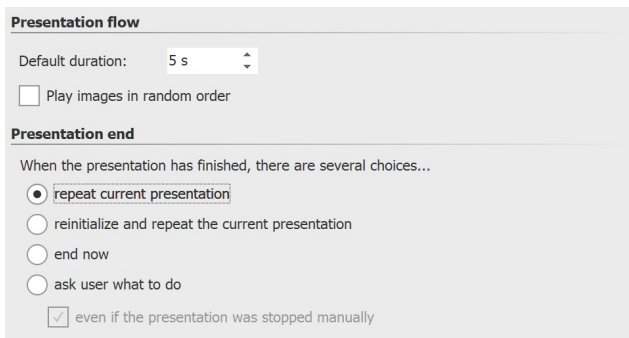 Presentation flow
Default duration: 5 s
Play images in random order
Presentation end
When the presentation has finished, there are several choices...
repeat current presentation
reinitialize and repeat the current presentation
end now
ask user what to do
even if the presentation was stopped manually